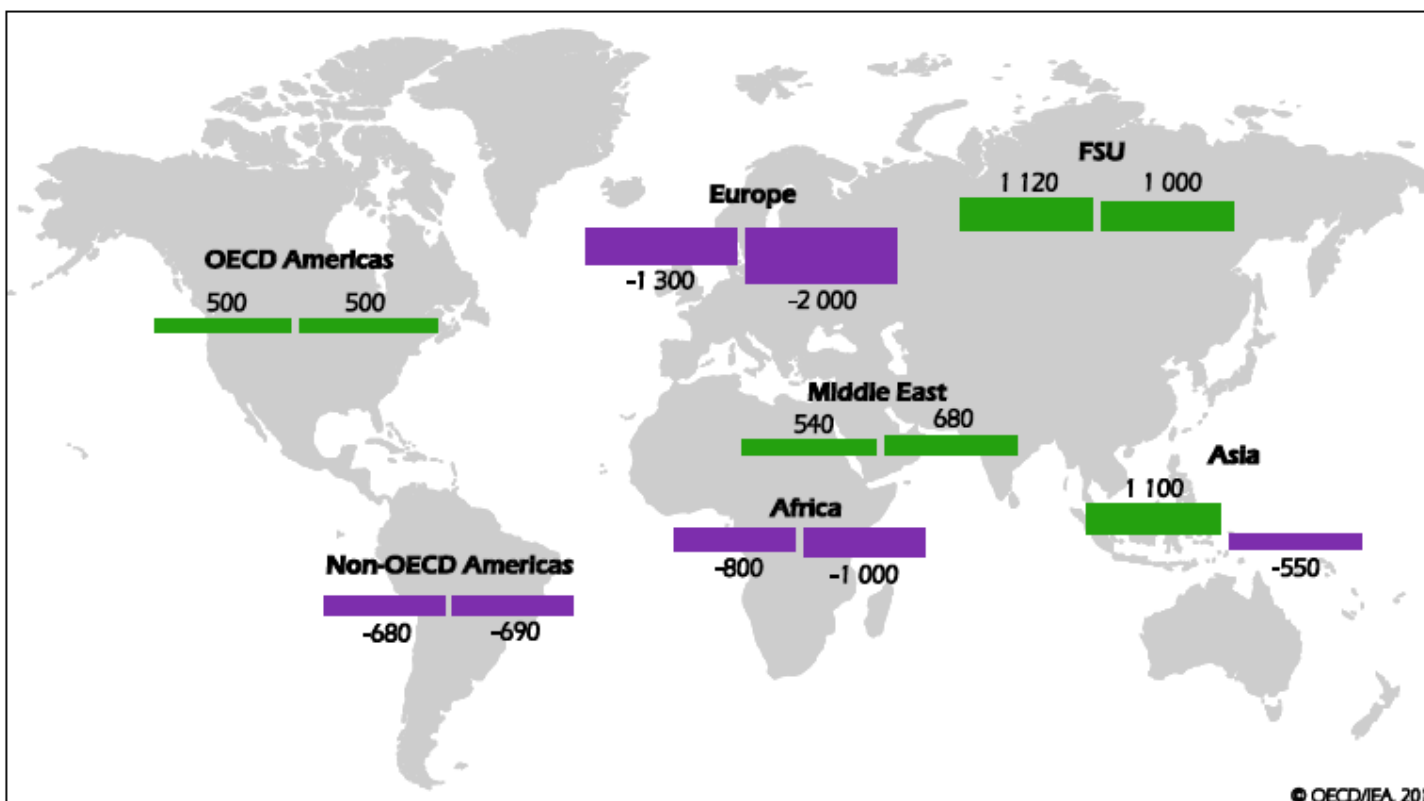 FSU
1 120 1 000
Europe
-1 300
-2 000
OECD Americas
500 500
Middle East
540 680
Asia
1 100
-550
Africa
-800
-1 000
Non-OECD Americas
-680 -690
© OECD/IEA,